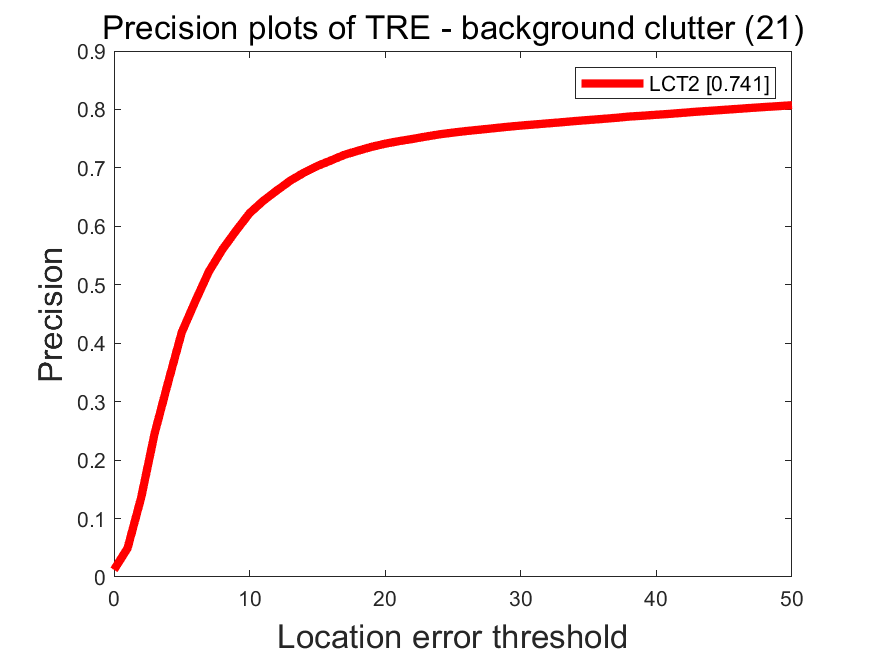 Precision plots of TRE - background clutter (21)
LCT2 [0.741]
0.9
0.8
0.7
0.6
0.5
0.4
0.3
0.2
0.1
0
Precision
0 10 20 30 40 50
Location error threshold